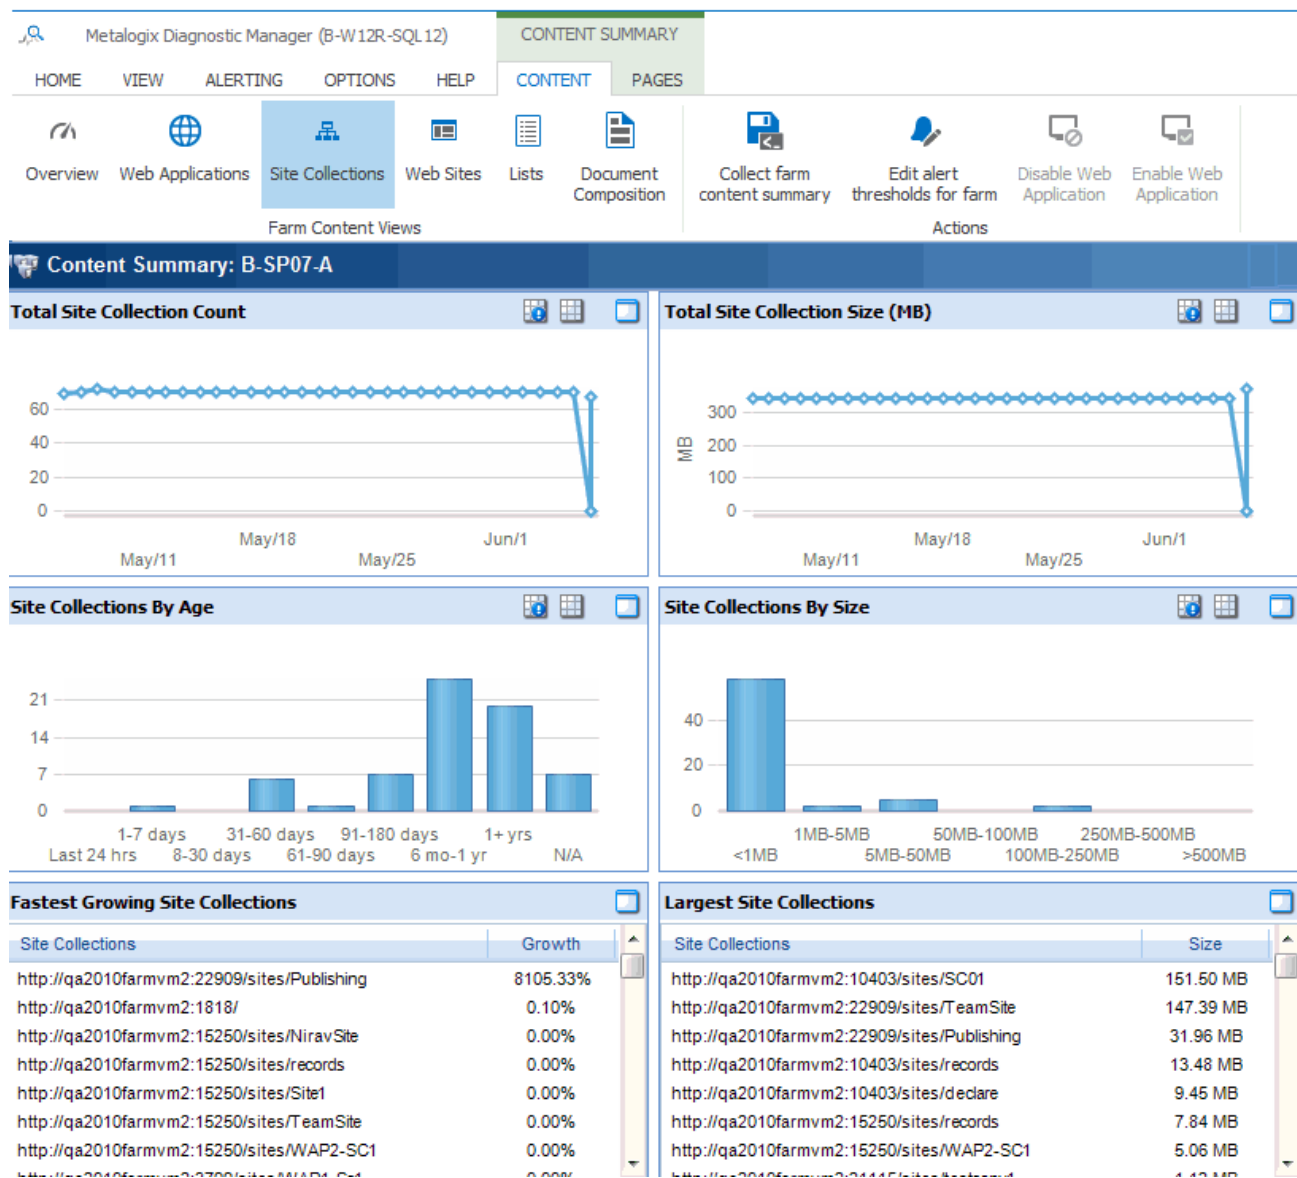 Metalogix Diagnostic Manager (B-W12R-SQL12)
CONTENT SUMMARY
HOME VIEW ALERTING OPTIONS HELP CONTENT PAGES
Overview Web Applications Site Collections Web Sites Lists Document Composition Collect farm content summary Edit alert thresholds for farm Disable Web Application Enable Web Application
Farm Content Views Actions
Content Summary: B-SP07-A
Total Site Collection Count
60
40
20
0
May/18 Jun/1
May/11 May/25
Total Site Collection Size (MB)
MB
300
200
100
0
May/18 Jun/1
May/11 May/25
Site Collections By Age
21
14
7
0
1-7 days 31-60 days 91-180 days 1+ yrs
Last 24 hrs 8-30 days 61-90 days 6 mo-1 yr N/A
Site Collections By Size
40
20
0
1MB-5MB 50MB-100MB 250MB-500MB
<1MB 5MB-50MB 100MB-250MB >500MB
Fastest Growing Site Collections
Site Collections Growth
http://qa2010farmvm2:22909/sites/Publishing 8105.33%
http://qa2010farmvm2:1818/ 0.10%
http://qa2010farmvm2:15250/sites/NiravSite 0.00%
http://qa2010farmvm2:15250/sites/records 0.00%
http://qa2010farmvm2:15250/sites/Site1 0.00%
http://qa2010farmvm2:15250/sites/TeamSite 0.00%
http://qa2010farmvm2:15250/sites/WAP2-SC1 0.00%
Largest Site Collections
Site Collections Size
http://qa2010farmvm2:10403/sites/SC01 151.50 MB
http://qa2010farmvm2:22909/sites/TeamSite 147.39 MB
http://qa2010farmvm2:22909/sites/Publishing 31.96 MB
http://qa2010farmvm2:10403/sites/records 13.48 MB
http://qa2010farmvm2:10403/sites/declare 9.45 MB
http://qa2010farmvm2:15250/sites/records 7.84 MB
http://qa2010farmvm2:15250/sites/WAP2-SC1 5.06 MB